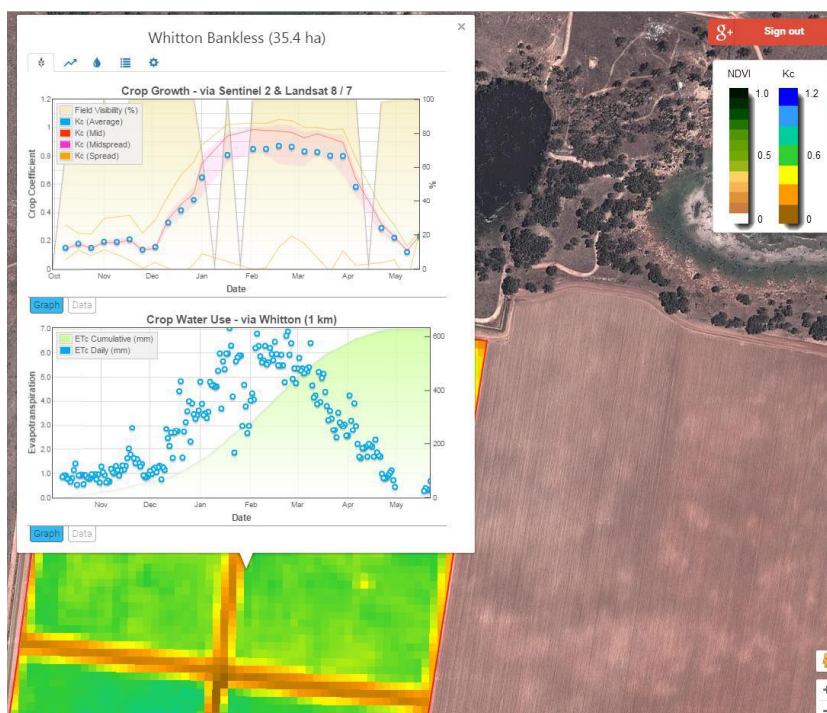 Whitton Bankless (35.4 ha)
×
Crop Growth - via Sentinel 2 & Landsat 8 / 7
Field Visibility (%)
Kc (Average)
Kc (Mid)
Kc (Midspread)
Kc (Spread)
Crop Coefficient
1.2
1
0.8
0.6
0.4
0.2
0
100
80
60
40
20
0
%
Oct Nov Dec Jan Feb Mar Apr May
Date
Graph Data
Crop Water Use - via Whitton (1 km)
ETc Cumulative (mm)
ETc Daily (mm)
Evapotranspiration
7.0
6.0
5.0
4.0
3.0
2.0
1.0
0.0
600
400
200
0
Nov Dec Jan Feb Mar Apr May
Date
Graph Data
g+ Sign out
NDVI Kc
1.0 1.2
0.6 0.6
0 0